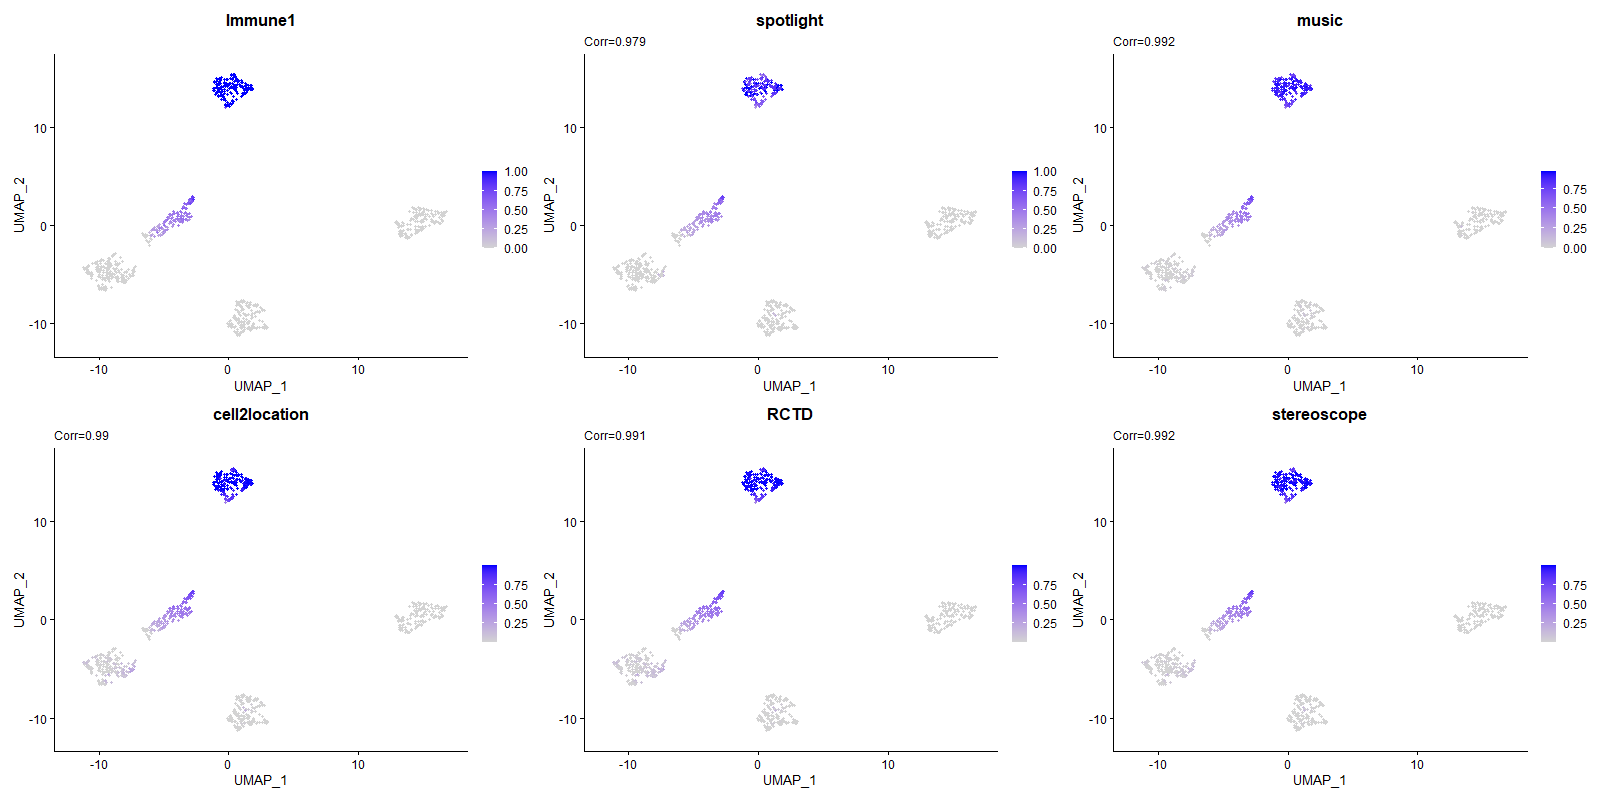 Immune1
10
0
-10
UMAP_2
-10
0
10
UMAP_1
1.00
0.75
0.50
0.25
0.00
spotlight
Corr=0.979
10
0
-10
UMAP_2
-10
0
10
UMAP_1
1.00
0.75
0.50
0.25
0.00
music
Corr=0.992
10
0
-10
UMAP_2
-10
0
10
UMAP_1
0.75
0.50
0.25
0.00
cell2location
Corr=0.99
10
0
-10
UMAP_2
-10
0
10
UMAP_1
0.75
0.50
0.25
RCTD
Corr=0.991
10
0
-10
UMAP_2
-10
0
10
UMAP_1
0.75
0.50
0.25
stereoscope
Corr=0.992
10
0
-10
UMAP_2
-10
0
10
UMAP_1
0.75
0.50
0.25